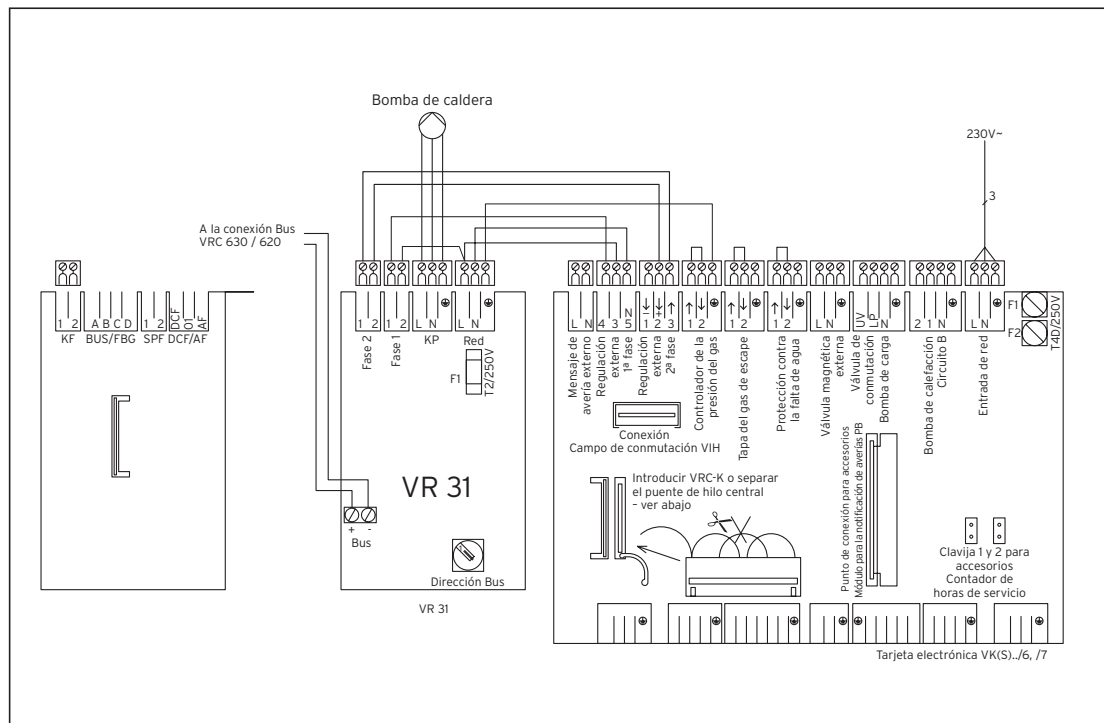 Bomba de caldera
230V~
3
A la conexión Bus
VRC 630 / 620
1 2
KF
A B C D
BUS/FBG
1 2
SPF
DCF
01
AF
DCF/AF
1 2
Fase 2
1 2
Fase 1
L N
KP
L N
Red
F1
T2/250V
VR 31
+ -
Bus
Dirección Bus
VR 31
L N
Mensaje de
avería externo
4 3 N
5
Regulación
externa
1ª fase
1 2 3
- +
Regulación
externa
2ª fase
1 2
Controlador de la
presión del gas
1 2
Tapa del gas de escape
1 2
Protección contra
la falta de agua
L N
Válvula magnética
externa
UV
LP
L N
Válvula de
conmutación
Bomba de carga
2 1 N
Bomba de calefacción
Circuito B
L N
Entrada de red
F1
F2
T4D/250V
Conexión
Campo de conmutación VIH
Introducir VRC-K o separar
el puente de hilo central
– ver abajo
Punto de conexión para accesorios
Módulo para la notificación de averías PB
Clavija 1 y 2 para
accesorios
Contador de
horas de servicio
Tarjeta electrónica VK(S)../6, /7